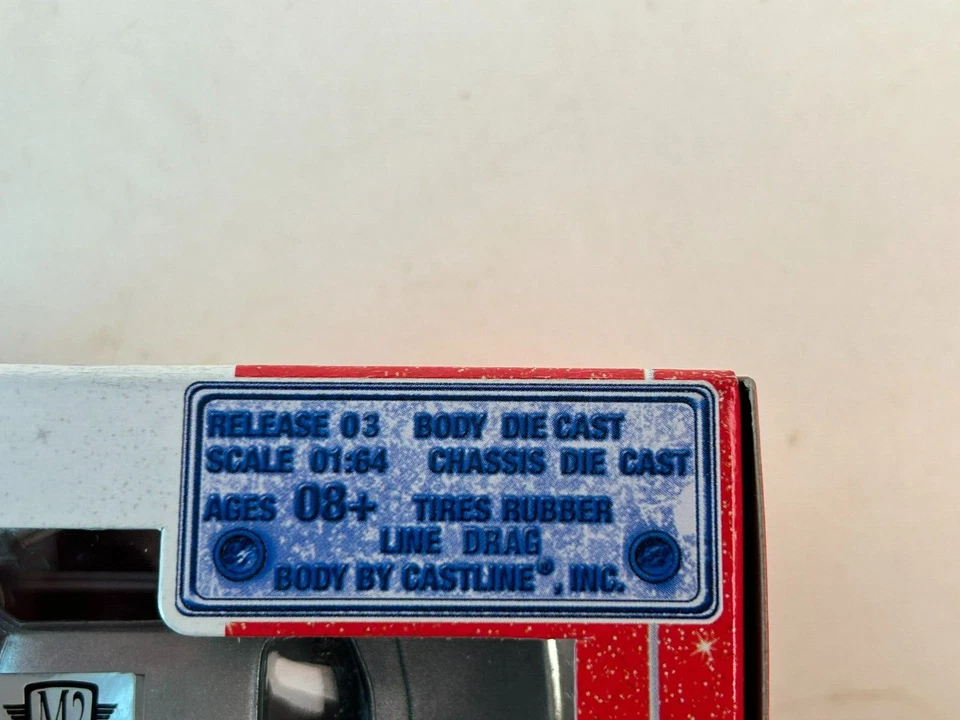 RELEASE 03 BODY DIE CAST
SCALE 01:64 CHASSIS DIE CAST
AGES 08+ TIRES RUBBER
LINE DRAG
BODY BY CASTLINE®, INC.
M2